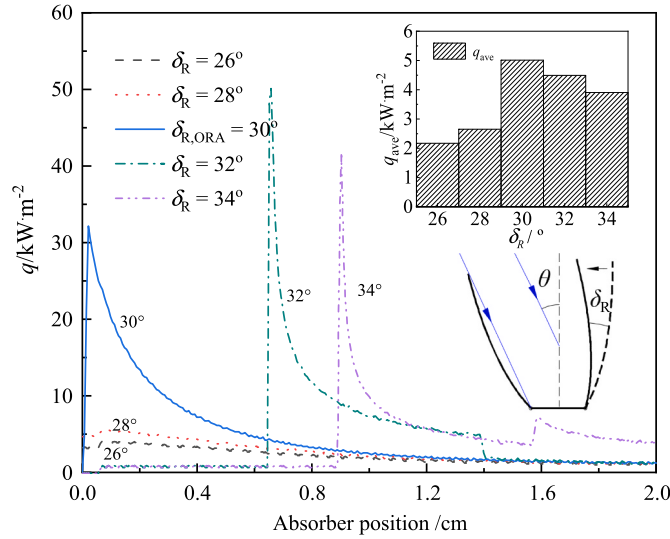 q/kW·m-2
60
50
40
30
20
10
0
0.0
0.4
0.8
1.2
1.6
2.0
Absorber position /cm
δR = 26°
δR = 28°
δR,ORA = 30°
δR = 32°
δR = 34°
30°
28°
26°
32°
34°
qave/kW·m-2
6
5
4
3
2
1
0
qave
26
28
30
32
34
δR/ °
θ
δR